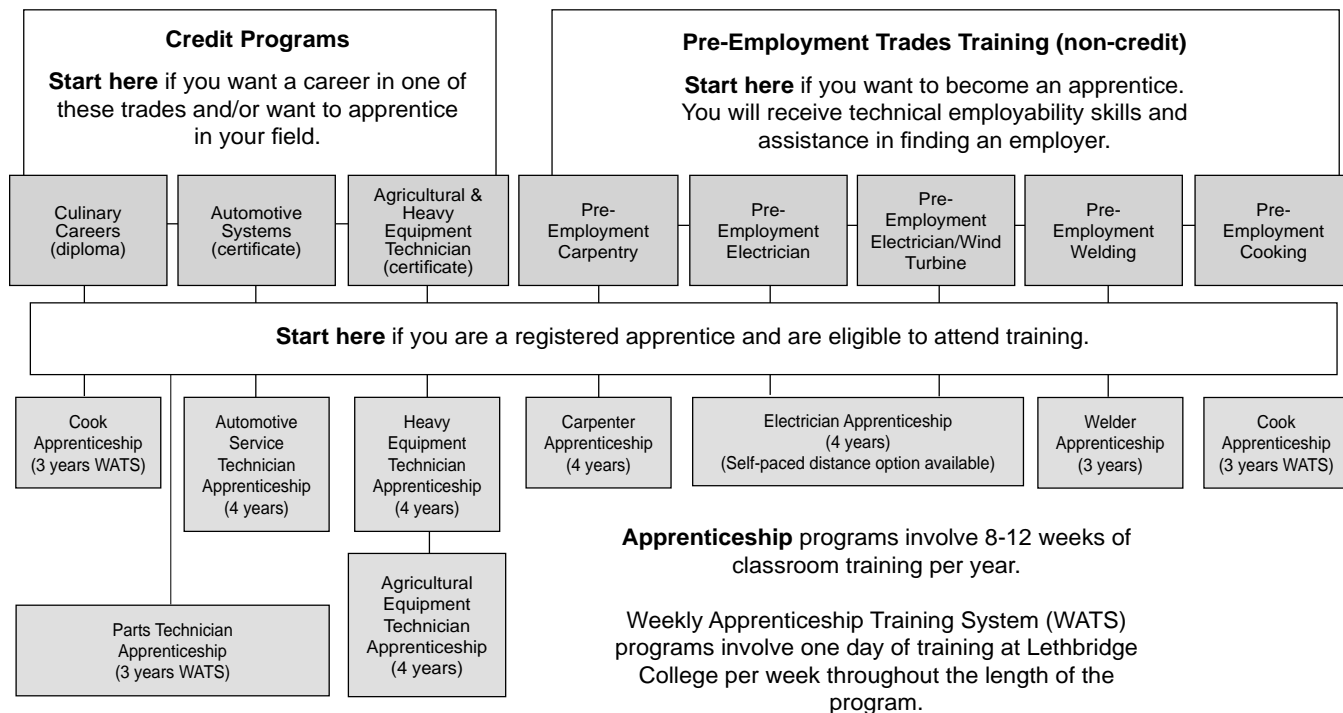 Credit Programs
Start here if you want a career in one of
these trades and/or want to apprentice
in your field.
Pre-Employment Trades Training (non-credit)
Start here if you want to become an apprentice.
You will receive technical employability skills and
assistance in finding an employer.
Culinary
Careers
(diploma)
Automotive
Systems
(certificate)
Agricultural &
Heavy
Equipment
Technician
(certificate)
Pre-
Employment
Carpentry
Pre-
Employment
Electrician
Pre-
Employment
Electrician/Wind
Turbine
Pre-
Employment
Welding
Pre-
Employment
Cooking
Start here if you are a registered apprentice and are eligible to attend training.
Cook
Apprenticeship
(3 years WATS)
Automotive
Service
Technician
Apprenticeship
(4 years)
Heavy
Equipment
Technician
Apprenticeship
(4 years)
Carpenter
Apprenticeship
(4 years)
Electrician Apprenticeship
(4 years)
(Self-paced distance option available)
Welder
Apprenticeship
(3 years)
Cook
Apprenticeship
(3 years WATS)
Parts Technician
Apprenticeship
(3 years WATS)
Agricultural
Equipment
Technician
Apprenticeship
(4 years)
Apprenticeship programs involve 8-12 weeks of
classroom training per year.
Weekly Apprenticeship Training System (WATS)
programs involve one day of training at Lethbridge
College per week throughout the length of the
program.